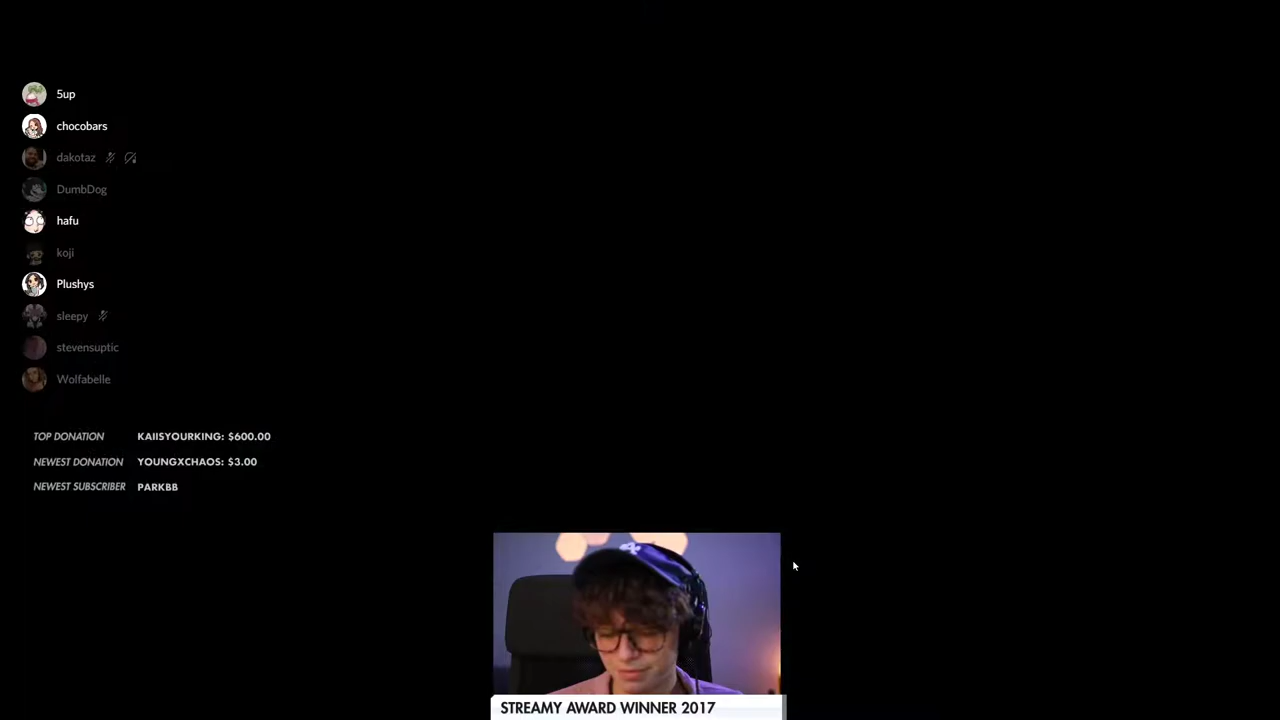 5up
chocobars
dakotaz
DumbDog
hafu
koji
Plushys
sleepy
stevensuptic
Wolfabelle
TOP DONATION KAIISYOURKING: $600.00
NEWEST DONATION YOUNGXCHAOS: $3.00
NEWEST SUBSCRIBER PARKBB
STREAMY AWARD WINNER 2017